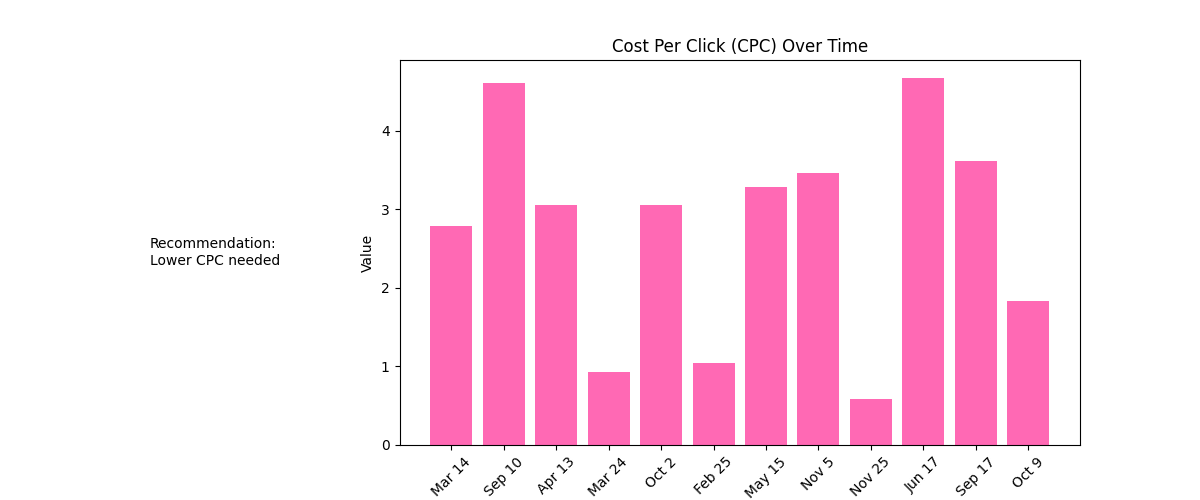 Cost Per Click (CPC) Over Time
Recommendation:
Lower CPC needed
Value
4
3
2
1
0
Mar 14
Sep 10
Apr 13
Mar 24
Oct 2
Feb 25
May 15
Nov 5
Nov 25
Jun 17
Sep 17
Oct 9